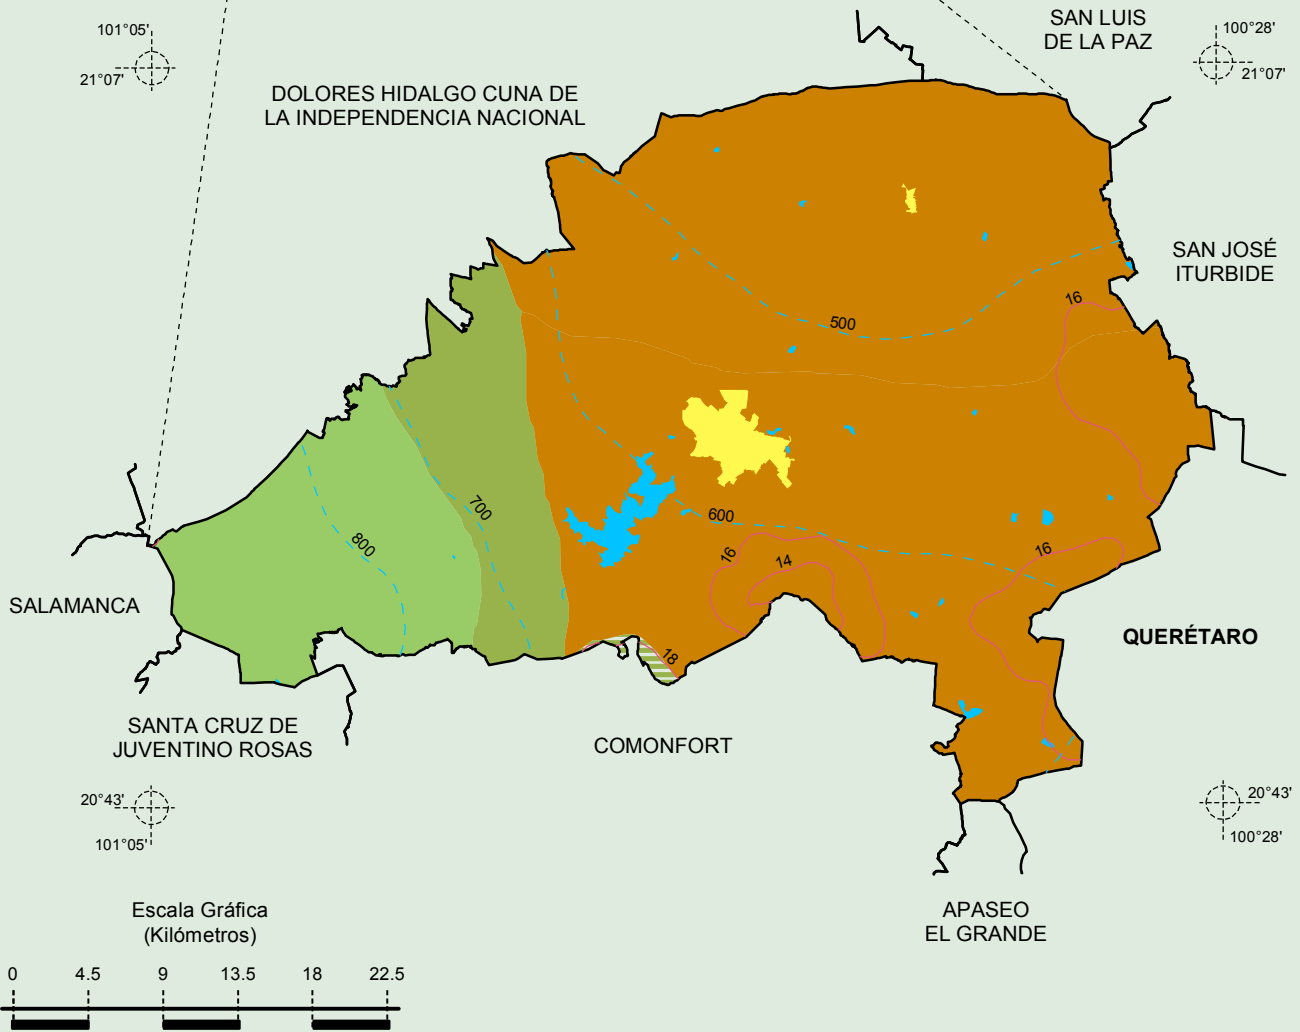 SAN LUIS
DE LA PAZ
101°05'
21°07'
100°28'
21°07'
DOLORES HIDALGO CUNA DE
LA INDEPENDENCIA NACIONAL
SAN JOSÉ
ITURBIDE
16
500
700
800
600
16
14
16
18
SALAMANCA
QUERÉTARO
SANTA CRUZ DE
JUVENTINO ROSAS
COMONFORT
20°43'
101°05'
20°43'
100°28'
APASEO
EL GRANDE
Escala Gráfica
(Kilómetros)
0 4.5 9 13.5 18 22.5